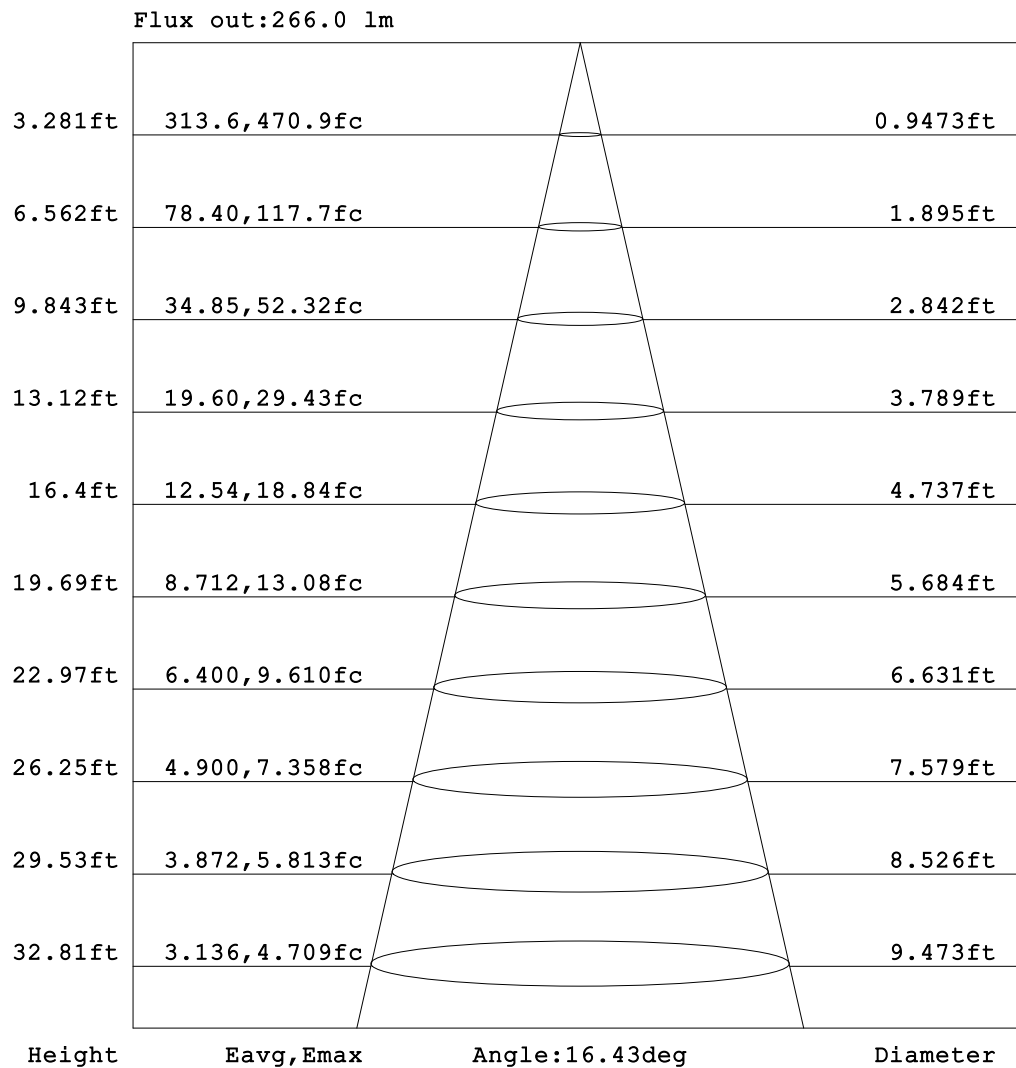 Flux out:266.0 lm
3.281ft 313.6,470.9fc 0.9473ft
6.562ft 78.40,117.7fc 1.895ft
9.843ft 34.85,52.32fc 2.842ft
13.12ft 19.60,29.43fc 3.789ft
16.4ft 12.54,18.84fc 4.737ft
19.69ft 8.712,13.08fc 5.684ft
22.97ft 6.400,9.610fc 6.631ft
26.25ft 4.900,7.358fc 7.579ft
29.53ft 3.872,5.813fc 8.526ft
32.81ft 3.136,4.709fc 9.473ft
Height Eavg,Emax Angle:16.43deg Diameter